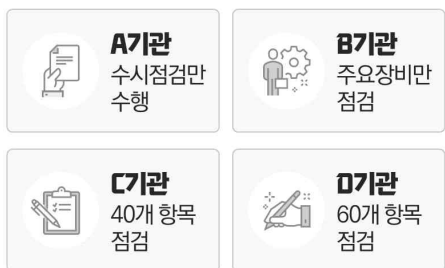 A기관
수시점검만
수행
B기관
주요장비만
점검
C기관
40개 항목
점검
D기관
60개 항목
점검